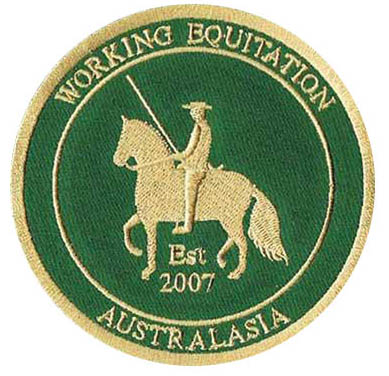 WORKING EQUITATION
Est
2007
AUSTRALASIA